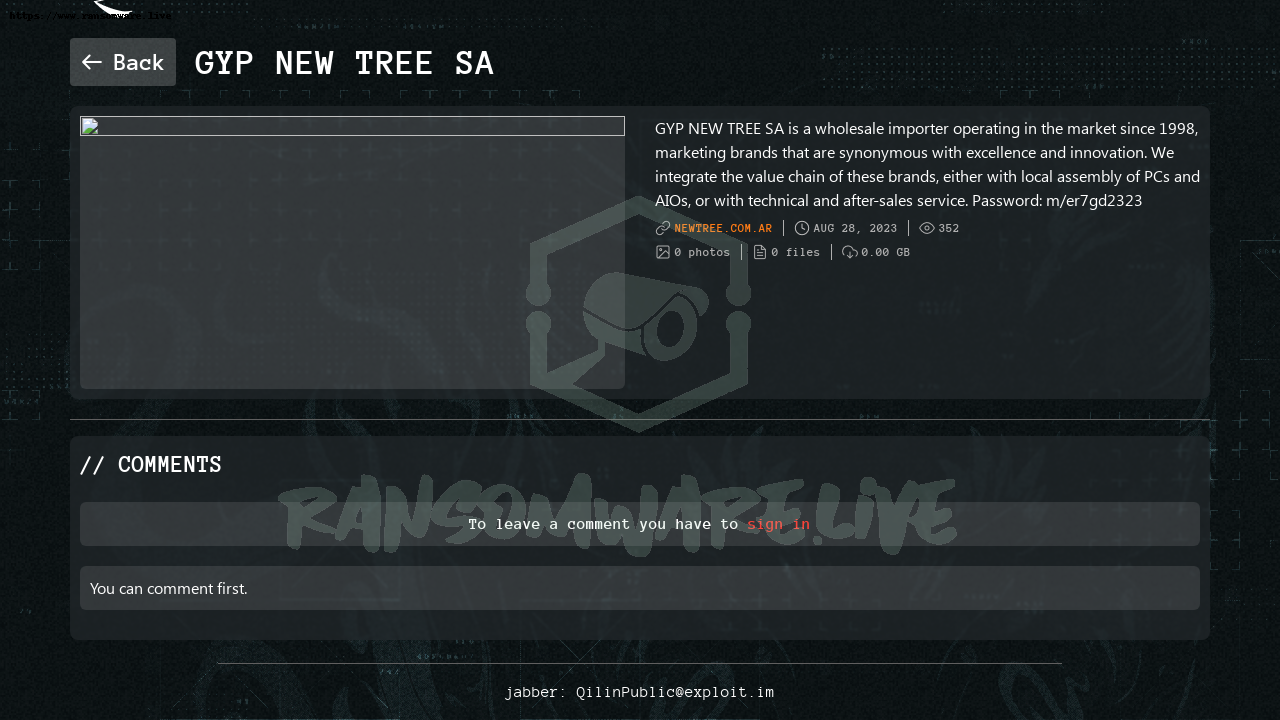 https://www.ransomware.live
← Back
GYP NEW TREE SA
GYP NEW TREE SA is a wholesale importer operating in the market since 1998,
marketing brands that are synonymous with excellence and innovation. We
integrate the value chain of these brands, either with local assembly of PCs and
AIOs, or with technical and after-sales service. Password: m/er7gd2323
NEWTREE.COM.AR | AUG 28, 2023 | 352
0 photos | 0 files | 0.00 GB
// COMMENTS
RANSOMWARE.LIVE
To leave a comment you have to sign in
You can comment first.
jabber: QilinPublic@exploit.im